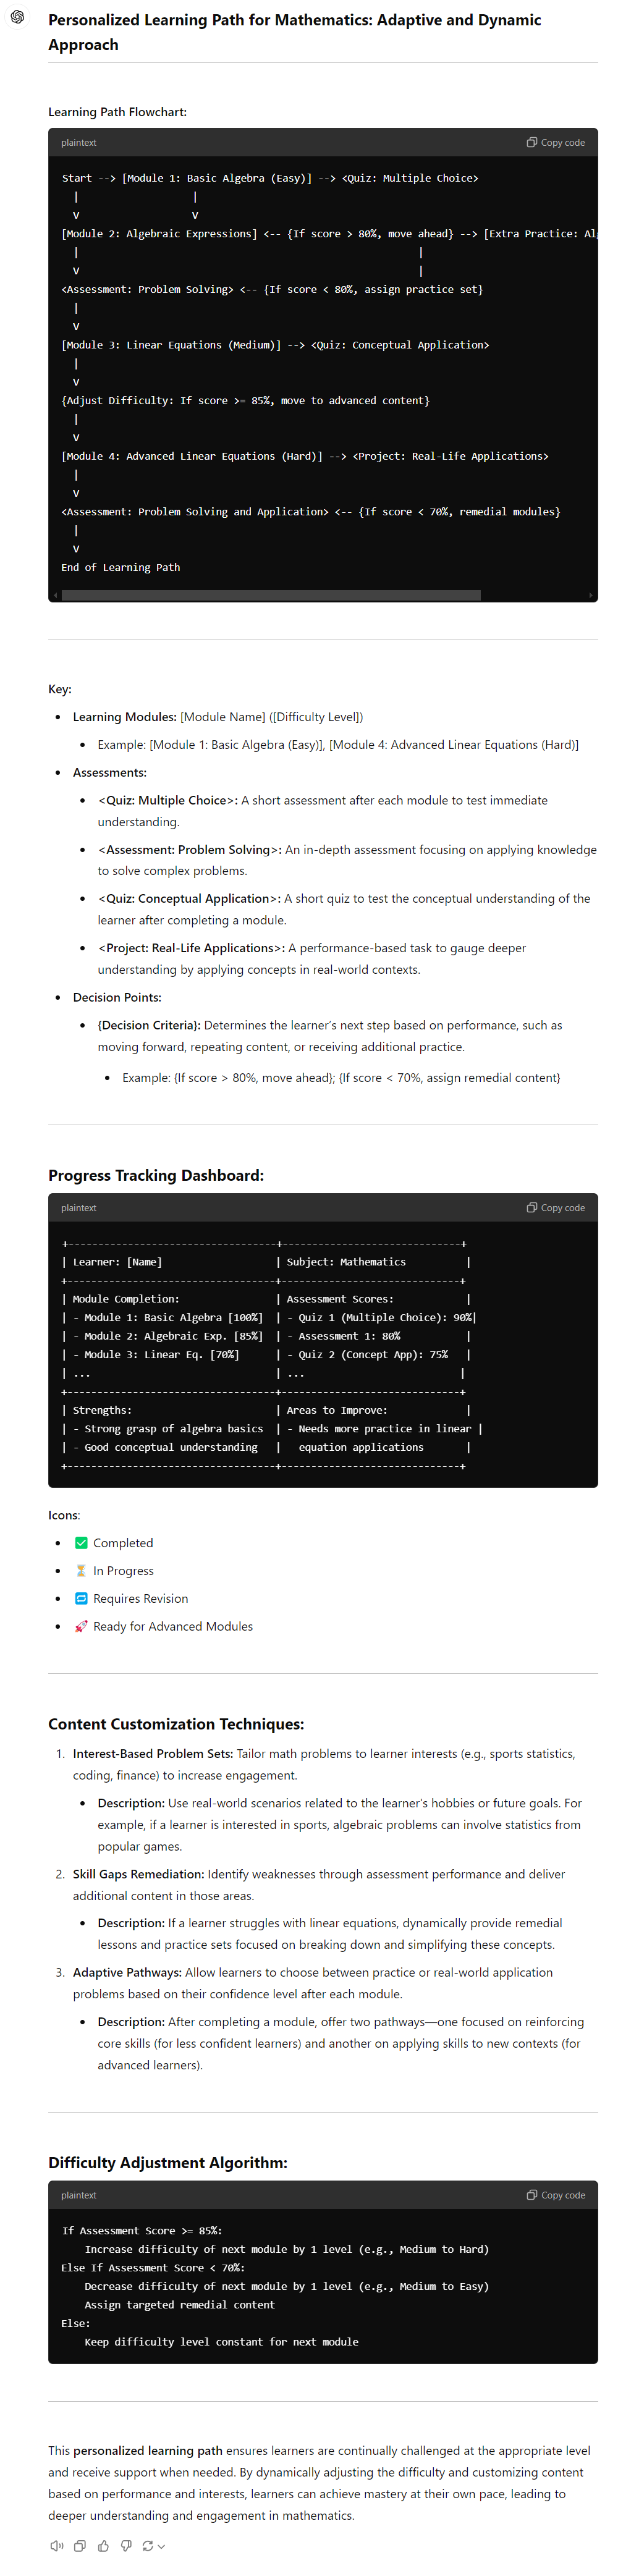 Personalized Learning Path for Mathematics: Adaptive and Dynamic
Approach
Learning Path Flowchart:
plaintext
Copy code
Start --> [Module 1: Basic Algebra (Easy)] --> <Quiz: Multiple Choice>
  |                   |
  v                   v
[Module 2: Algebraic Expressions] <-- {If score > 80%, move ahead} --> [Extra Practice:
  |                                                         |
  v                                                         |
<Assessment: Problem Solving> <-- {If score < 80%, assign practice set}
  |
  v
[Module 3: Linear Equations (Medium)] --> <Quiz: Conceptual Application>
  |
  v
{Adjust Difficulty: If score >= 85%, move to advanced content}
  |
  v
[Module 4: Advanced Linear Equations (Hard)] --> <Project: Real-Life Applications>
  |
  v
<Assessment: Problem Solving and Application> <-- {If score < 70%, remedial modules}
  |
  v
End of Learning Path
Key:
• Learning Modules: [Module Name] ([Difficulty Level])
• Example: [Module 1: Basic Algebra (Easy)], [Module 4: Advanced Linear Equations (Hard)]
• Assessments:
• <Quiz: Multiple Choice>: A short assessment after each module to test immediate
understanding.
• <Assessment: Problem Solving>: An in-depth assessment focusing on applying knowledge
to solve complex problems.
• <Quiz: Conceptual Application>: A short quiz to test the conceptual understanding of the
learner after completing a module.
• <Project: Real-Life Applications>: A performance-based task to gauge deeper
understanding by applying concepts in real-world contexts.
• Decision Points:
• {Decision Criteria}: Determines the learner's next step based on performance, such as
moving forward, repeating content, or receiving additional practice.
• Example: {If score > 80%, move ahead}; {If score < 70%, assign remedial content}
Progress Tracking Dashboard:
plaintext
Copy code
+-----------------------------------+------------------------------+
| Learner: [Name]                   | Subject: Mathematics          |
+-----------------------------------+------------------------------+
| Module Completion:                | Assessment Scores:            |
| - Module 1: Basic Algebra [100%]  | - Quiz 1 (Multiple Choice): 90%|
| - Module 2: Algebraic Exp. [85%]  | - Assessment 1: 80%           |
| - Module 3: Linear Eq. [70%]      | - Quiz 2 (Concept App): 75%   |
| ...                               | ...                          |
+-----------------------------------+------------------------------+
| Strengths:                        | Areas to Improve:             |
| - Strong grasp of algebra basics  | - Needs more practice in linear |
| - Good conceptual understanding   |   equation applications       |
+-----------------------------------+------------------------------+
Icons:
• ✅ Completed
• ⏳ In Progress
• 🔁 Requires Revision
• 🚀 Ready for Advanced Modules
Content Customization Techniques:
1. Interest-Based Problem Sets: Tailor math problems to learner interests (e.g., sports statistics,
coding, finance) to increase engagement.
• Description: Use real-world scenarios related to the learner's hobbies or future goals. For
example, if a learner is interested in sports, algebraic problems can involve statistics from
popular games.
2. Skill Gaps Remediation: Identify weaknesses through assessment performance and deliver
additional content in those areas.
• Description: If a learner struggles with linear equations, dynamically provide remedial
lessons and practice sets focused on breaking down and simplifying these concepts.
3. Adaptive Pathways: Allow learners to choose between practice or real-world application
problems based on their confidence level after each module.
• Description: After completing a module, offer two pathways—one focused on reinforcing
core skills (for less confident learners) and another on applying skills to new contexts (for
advanced learners).
Difficulty Adjustment Algorithm:
plaintext
Copy code
If Assessment Score >= 85%:
    Increase difficulty of next module by 1 level (e.g., Medium to Hard)
Else If Assessment Score < 70%:
    Decrease difficulty of next module by 1 level (e.g., Medium to Easy)
    Assign targeted remedial content
Else:
    Keep difficulty level constant for next module
This personalized learning path ensures learners are continually challenged at the appropriate level
and receive support when needed. By dynamically adjusting the difficulty and customizing content
based on performance and interests, learners can achieve mastery at their own pace, leading to
deeper understanding and engagement in mathematics.